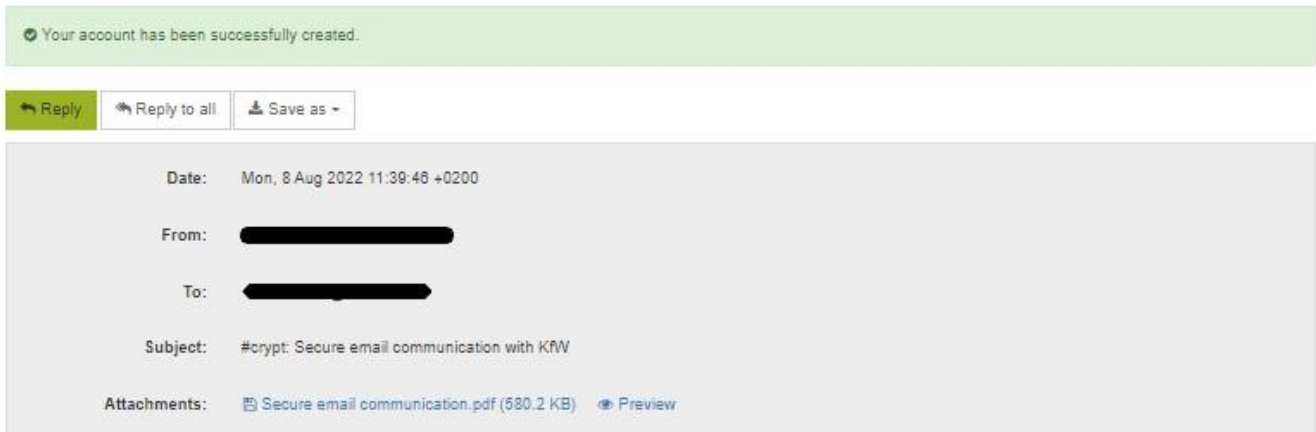 Your account has been successfully created.
Reply Reply to all Save as
Date: Mon, 8 Aug 2022 11:39:46 +0200
From:
To:
Subject: #crypt: Secure email communication with KfW
Attachments: Secure email communication.pdf (580.2 KB) Preview